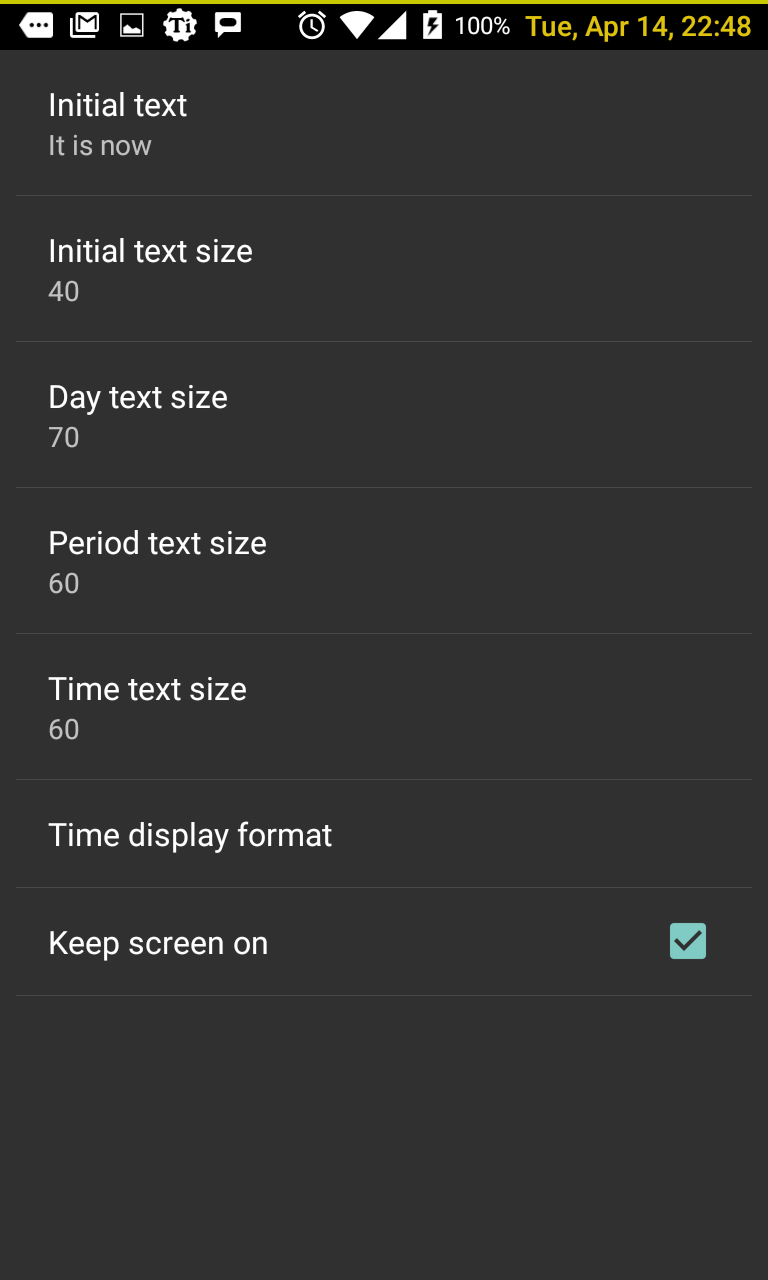 Ti 100% Tue, Apr 14, 22:48
Initial text
It is now
Initial text size
40
Day text size
70
Period text size
60
Time text size
60
Time display format
Keep screen on